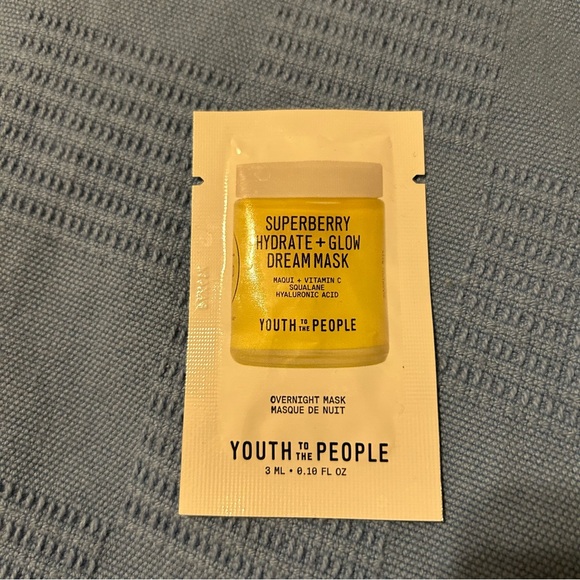 SUPERBERRY
HYDRATE + GLOW
DREAM MASK
MAQUI + VITAMIN C
SQUALANE
HYALURONIC ACID
YOUTH TO THE PEOPLE
OVERNIGHT MASK
MASQUE DE NUIT
YOUTH TO THE PEOPLE
3 ML • 0.10 FL OZ